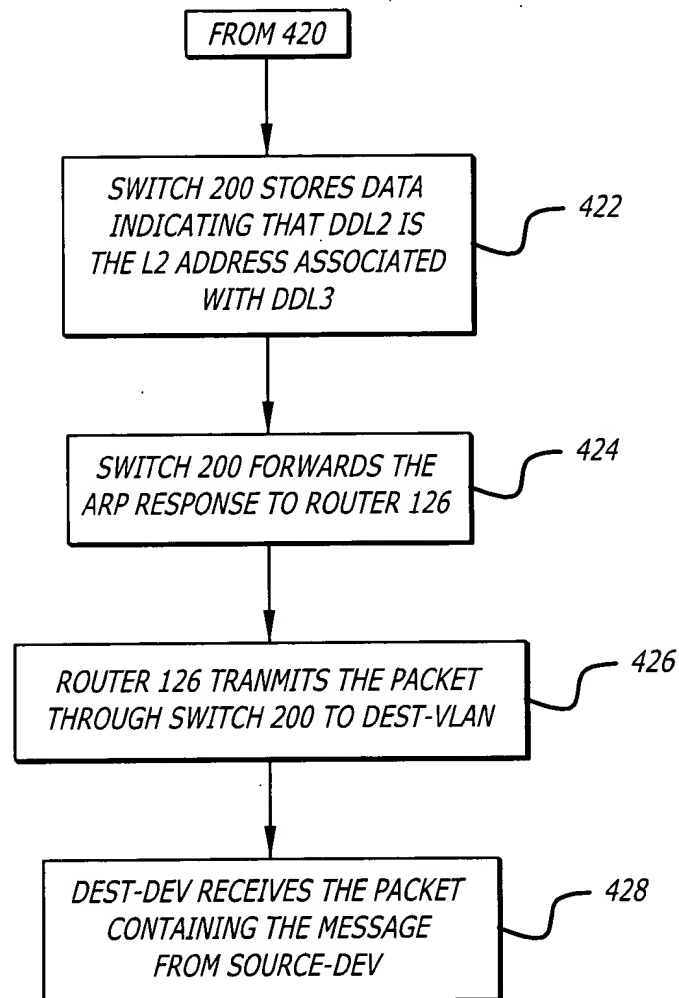 FROM 420
SWITCH 200 STORES DATA
INDICATING THAT DDL2 IS
THE L2 ADDRESS ASSOCIATED
WITH DDL3
422
SWITCH 200 FORWARDS THE
ARP RESPONSE TO ROUTER 126
424
ROUTER 126 TRANMITS THE PACKET
THROUGH SWITCH 200 TO DEST-VLAN
426
DEST-DEV RECEIVES THE PACKET
CONTAINING THE MESSAGE
FROM SOURCE-DEV
428